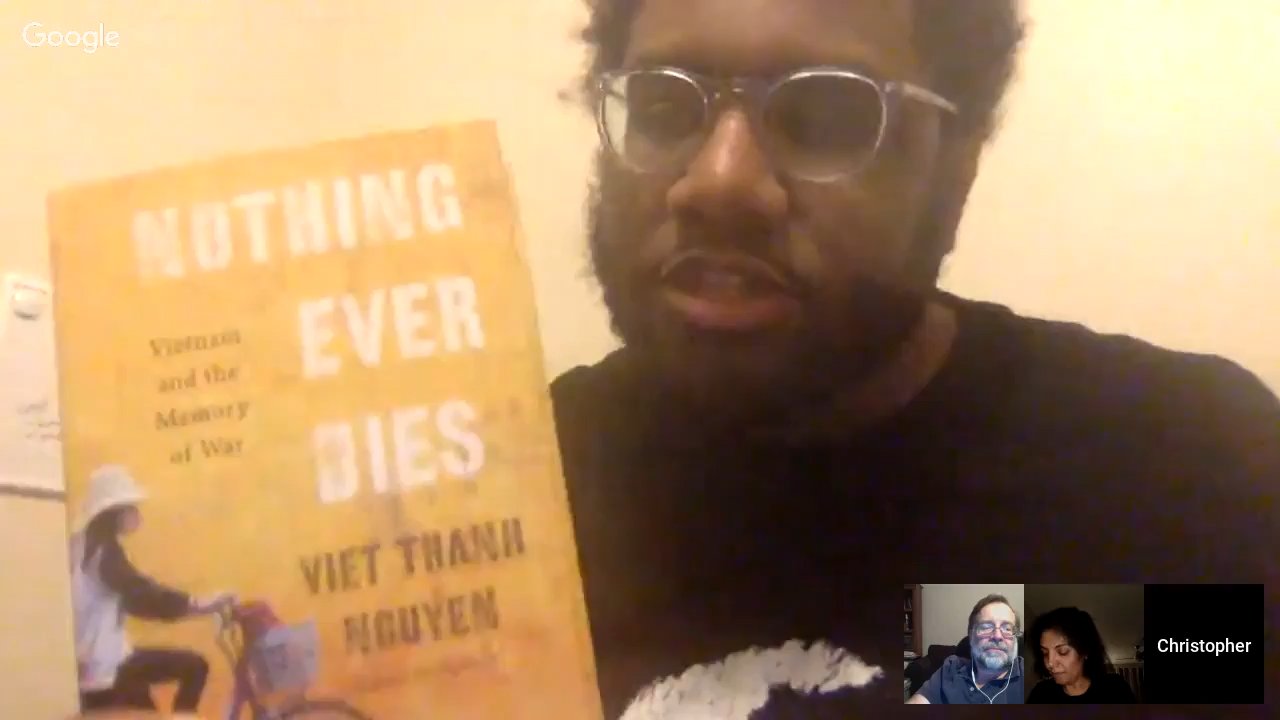 Google
NOTHING
EVER
DIES
Vietnam
and the
Memory
of War
VIET THANH
NGUYEN
Christopher